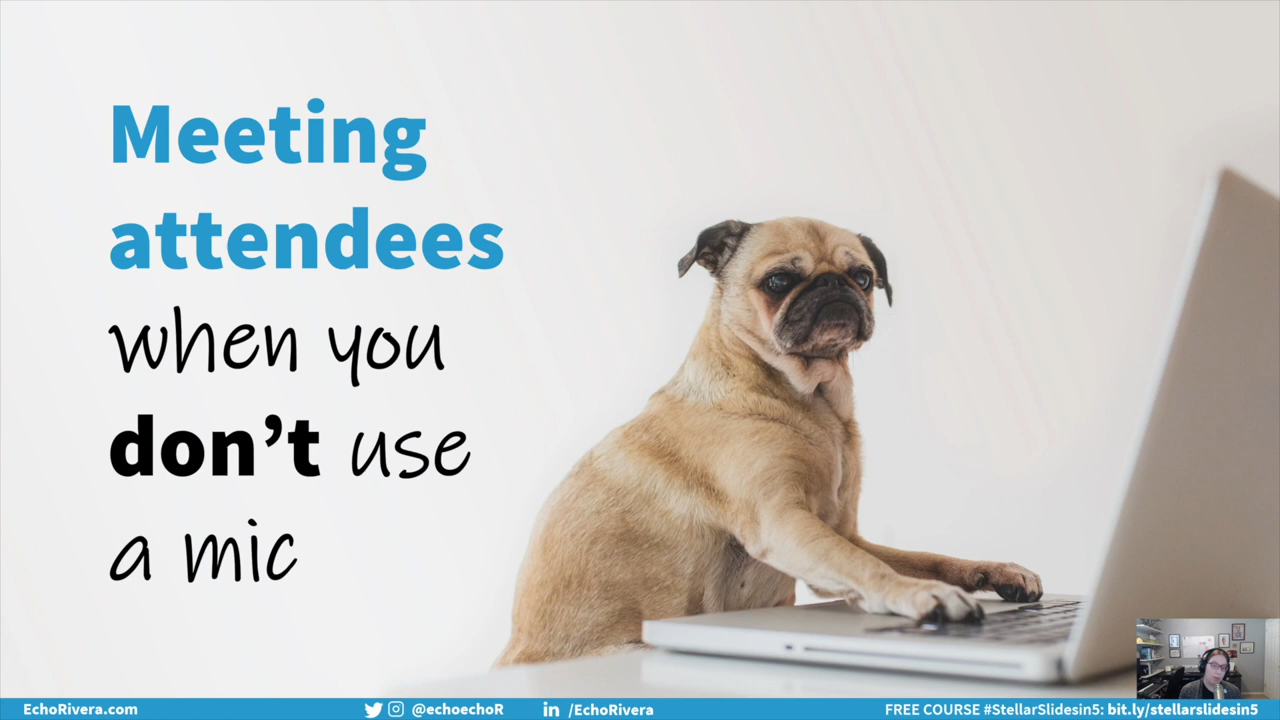 Meeting
attendees
when you
don’t use
a mic
EchoRivera.com
@echoechoR
/EchoRivera
FREE COURSE #StellarSlidesin5: bit.ly/stellarslidesin5